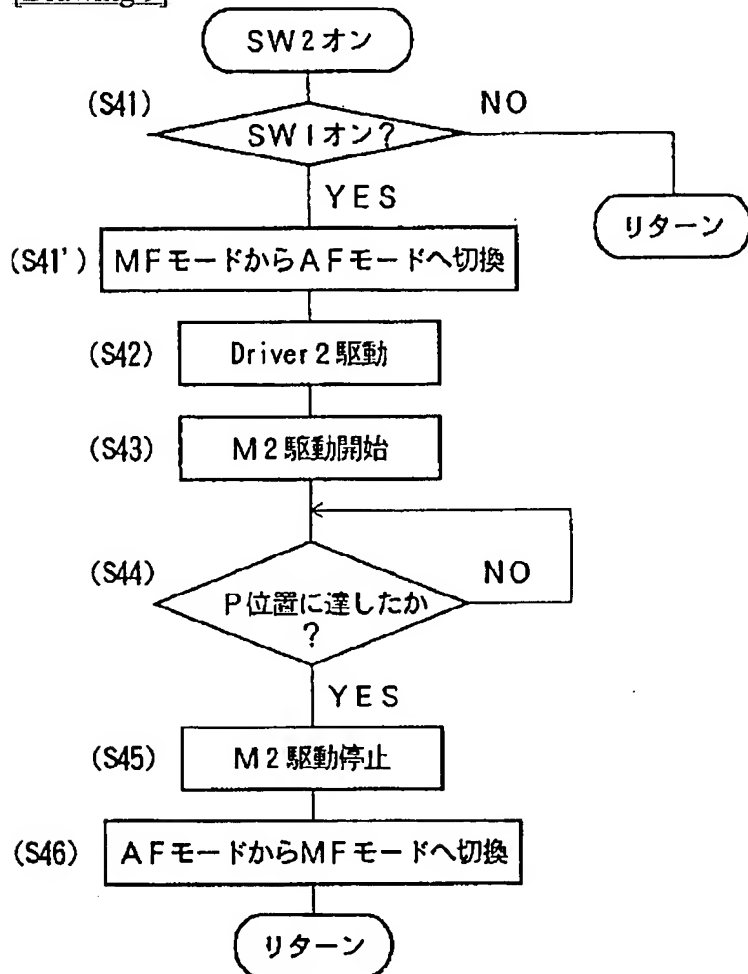 SW2オン
(S41)
SW1オン?
NO
YES
リターン
(S41')
MFモードからAFモードへ切換
(S42)
Driver2駆動
(S43)
M2駆動開始
(S44)
P位置に達したか
?
NO
YES
(S45)
M2駆動停止
(S46)
AFモードからMFモードへ切換
リターン